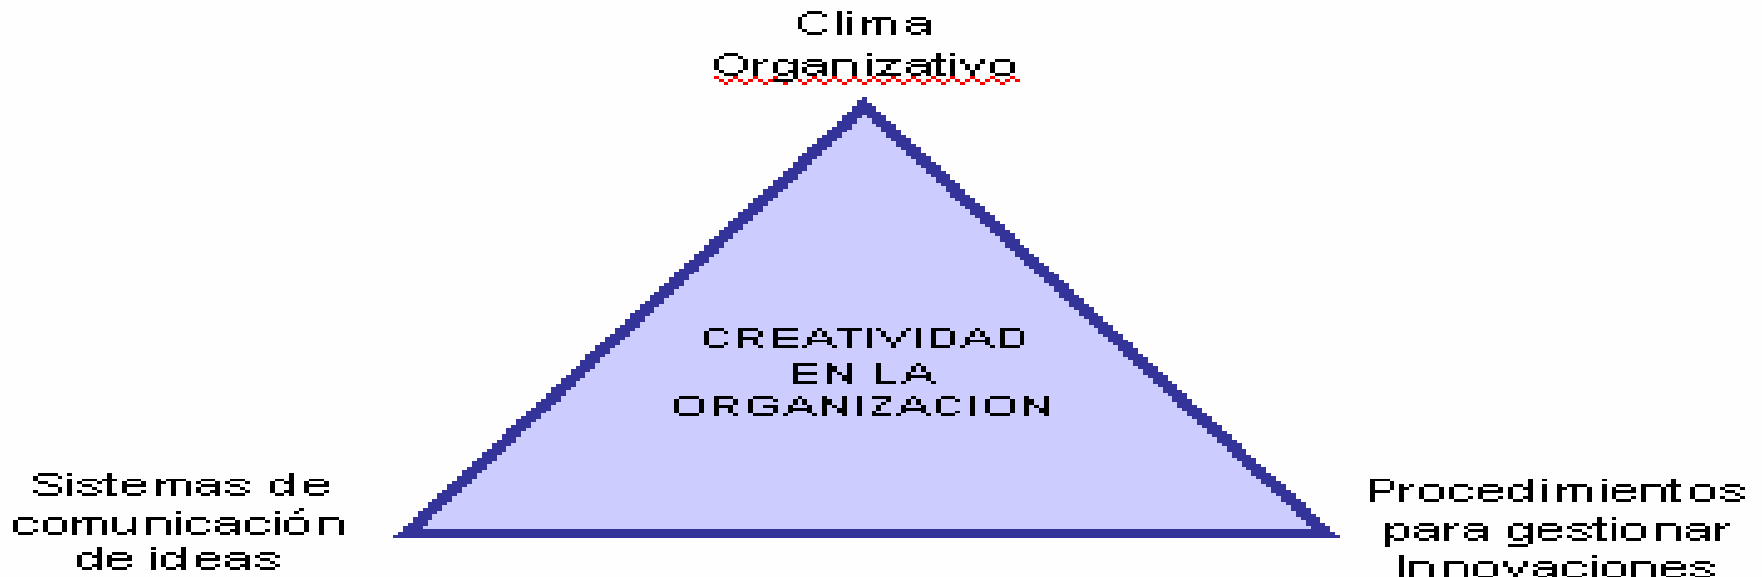 Clima
Organizativo
CREATIVIDAD
EN LA
ORGANIZACION
Sistemas de
comunicación
de ideas
Procedimientos
para gestionar
Innovaciones